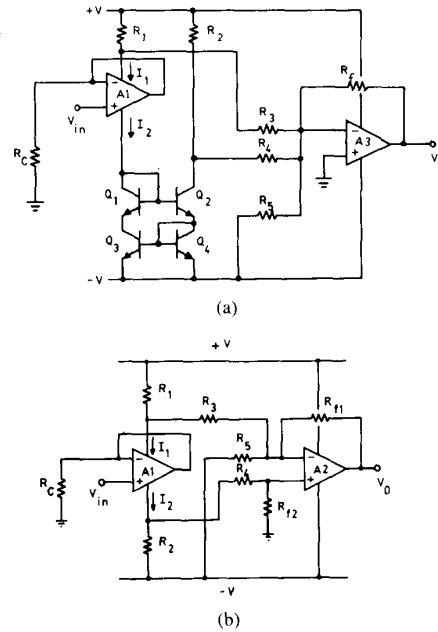 +V
R1
R2
I1
A1
Vin
I2
RC
R3
R4
R5
Rf
A3
V
Q1
Q2
Q3
Q4
-V
(a)
+V
R1
R3
Rf1
I1
R5
A1
R4
A2
Vin
I2
RC
Rf2
V0
R2
-V
(b)